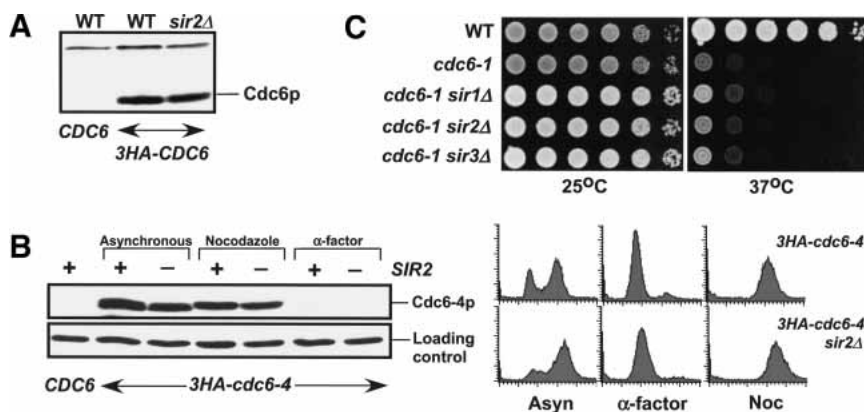 A
WT WT sir2Δ
Cdc6p
CDC6
3HA-CDC6
C
WT
cdc6-1
cdc6-1 sir1Δ
cdc6-1 sir2Δ
cdc6-1 sir3Δ
25°C 37°C
B
Asynchronous Nocodazole α-factor
+ + − + − + − SIR2
Cdc6-4p
Loading
control
CDC6 3HA-cdc6-4
3HA-cdc6-4
3HA-cdc6-4
sir2Δ
Asyn α-factor Noc